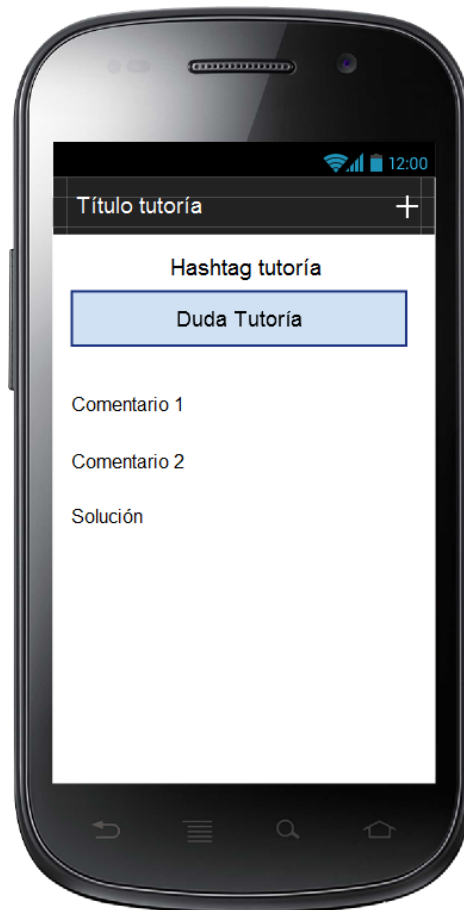 12:00
Título tutoría
Hashtag tutoría
Duda Tutoría
Comentario 1
Comentario 2
Solución